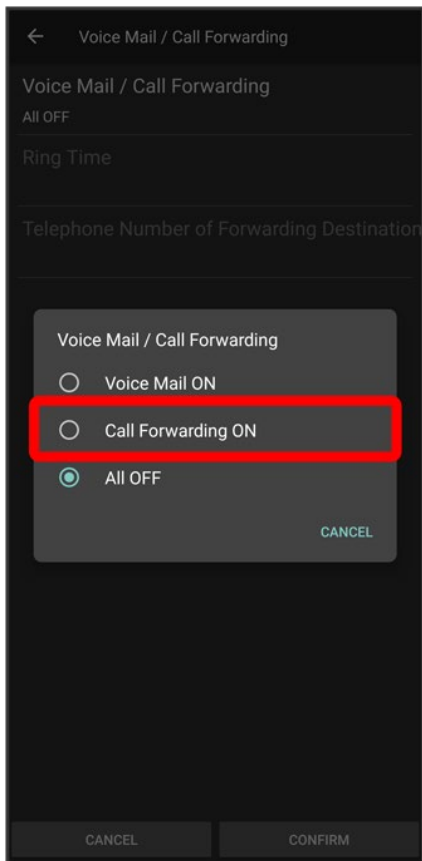 Voice Mail / Call Forwarding
Voice Mail / Call Forwarding
All OFF
Ring Time
Telephone Number of Forwarding Destination
Voice Mail / Call Forwarding
Voice Mail ON
Call Forwarding ON
All OFF
CANCEL
CANCEL CONFIRM